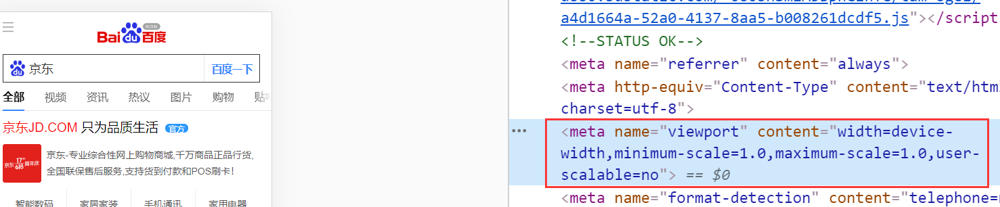 Bai du 百度
du 京东 百度一下
全部 视频 资讯 热议 图片 购物 贴吧
京东JD.COM 只为品质生活 官方
京东-专业综合性网上购物商城,千万商品正品行货,
全国联保售后服务,支持货到付款和POS刷卡！
京东 17th 618 周年庆
智能数码 家居家装 手机通讯 家用电器
a4d1664a-52a0-4137-8aa5-b008261dcdf5.js"></script
<!--STATUS OK-->
<meta name="referrer" content="always">
<meta http-equiv="Content-Type" content="text/html
charset=utf-8">
<meta name="viewport" content="width=device-
width,minimum-scale=1.0,maximum-scale=1.0,user-
scalable=no"> == $0
<meta name="format-detection" content="telephone=n